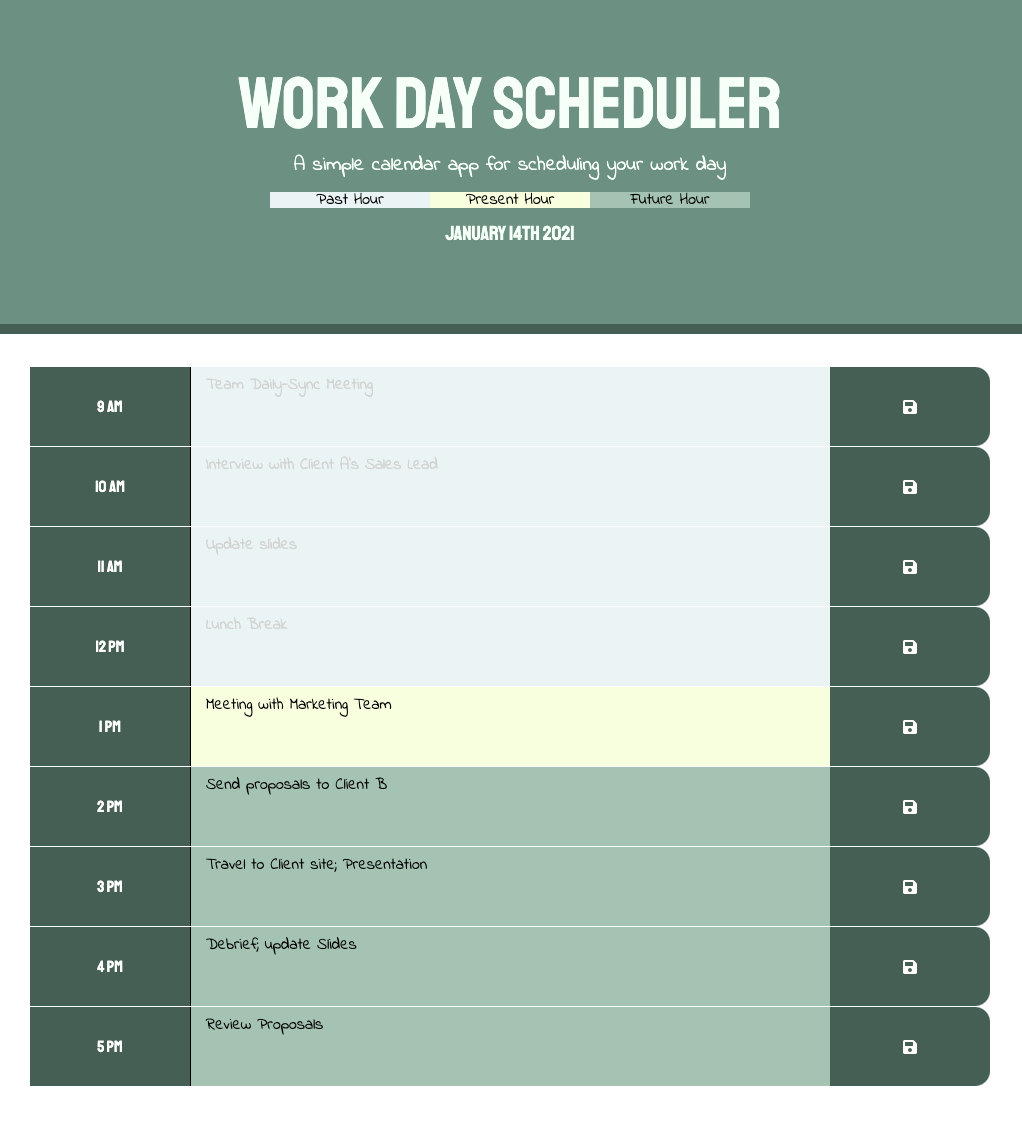 WORK DAY SCHEDULER
A simple calendar app for scheduling your work day
Past Hour Present Hour Future Hour
JANUARY 14TH 2021
9 AM Team Daily-Sync Meeting
10 AM Interview with Client A's Sales Lead
11 AM Update slides
12 PM Lunch Break
1 PM Meeting with Marketing Team
2 PM Send proposals to Client B
3 PM Travel to Client site; Presentation
4 PM Debrief; update Slides
5 PM Review Proposals